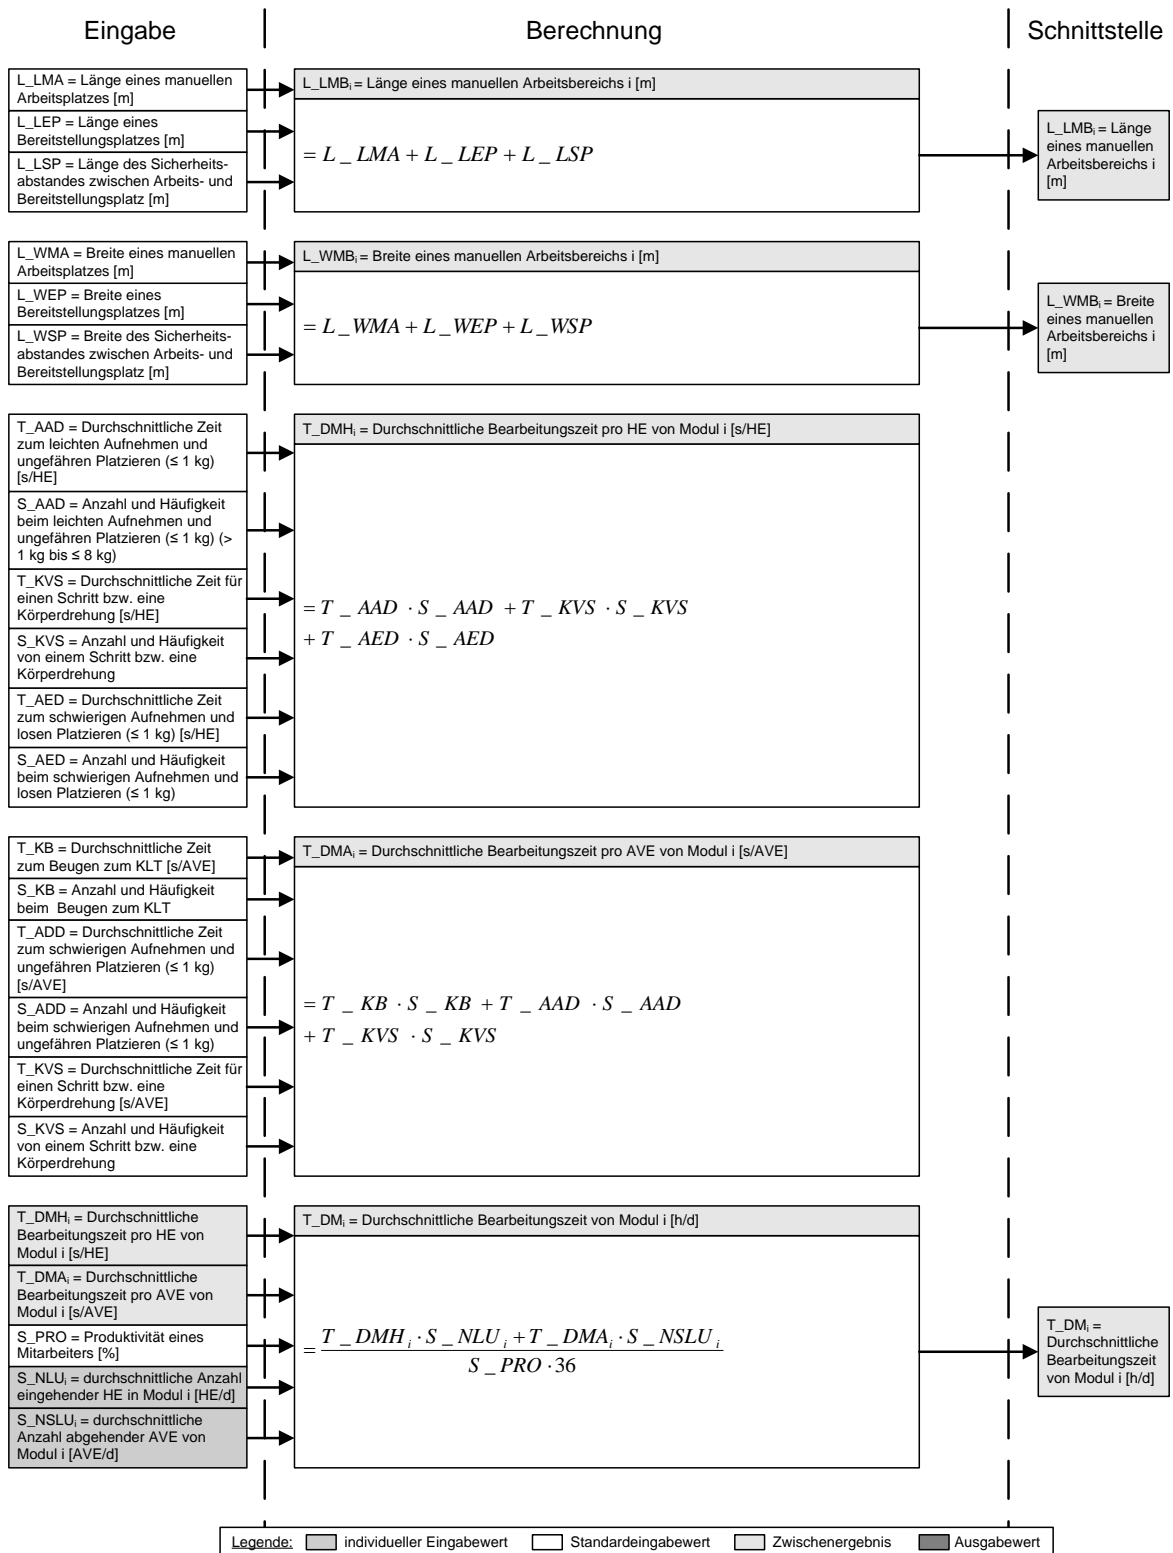 Eingabe
Berechnung
Schnittstelle
L_LMA = Länge eines manuellen
Arbeitsplatzes [m]
L_LEP = Länge eines
Bereitstellungsplatzes [m]
L_LSP = Länge des Sicherheits-
abstandes zwischen Arbeits- und
Bereitstellungsplatz [m]
L_LMBᵢ = Länge eines manuellen Arbeitsbereichs i [m]
= L _ LMA + L _ LEP + L _ LSP
L_LMBᵢ = Länge
eines manuellen
Arbeitsbereichs i
[m]
L_WMA = Breite eines manuellen
Arbeitsplatzes [m]
L_WEP = Breite eines
Bereitstellungsplatzes [m]
L_WSP = Breite des Sicherheits-
abstandes zwischen Arbeits- und
Bereitstellungsplatz [m]
L_WMBᵢ = Breite eines manuellen Arbeitsbereichs i [m]
= L _ WMA + L _ WEP + L _ WSP
L_WMBᵢ = Breite
eines manuellen
Arbeitsbereichs i
[m]
T_AAD = Durchschnittliche Zeit
zum leichten Aufnehmen und
ungefähren Platzieren (≤ 1 kg)
[s/HE]
S_AAD = Anzahl und Häufigkeit
beim leichten Aufnehmen und
ungefähren Platzieren (≤ 1 kg) (>
1 kg bis ≤ 8 kg)
T_KVS = Durchschnittliche Zeit für
einen Schritt bzw. eine
Körperdrehung [s/HE]
S_KVS = Anzahl und Häufigkeit
von einem Schritt bzw. eine
Körperdrehung
T_AED = Durchschnittliche Zeit
zum schwierigen Aufnehmen und
losen Platzieren (≤ 1 kg) [s/HE]
S_AED = Anzahl und Häufigkeit
beim schwierigen Aufnehmen und
losen Platzieren (≤ 1 kg)
T_DMHᵢ = Durchschnittliche Bearbeitungszeit pro HE von Modul i [s/HE]
= T _ AAD · S _ AAD + T _ KVS · S _ KVS
+ T _ AED · S _ AED
T_KB = Durchschnittliche Zeit
zum Beugen zum KLT [s/AVE]
S_KB = Anzahl und Häufigkeit
beim Beugen zum KLT
T_ADD = Durchschnittliche Zeit
zum schwierigen Aufnehmen und
ungefähren Platzieren (≤ 1 kg)
[s/AVE]
S_ADD = Anzahl und Häufigkeit
beim schwierigen Aufnehmen und
ungefähren Platzieren (≤ 1 kg)
T_KVS = Durchschnittliche Zeit für
einen Schritt bzw. eine
Körperdrehung [s/AVE]
S_KVS = Anzahl und Häufigkeit
von einem Schritt bzw. eine
Körperdrehung
T_DMAᵢ = Durchschnittliche Bearbeitungszeit pro AVE von Modul i [s/AVE]
= T _ KB · S _ KB + T _ AAD · S _ AAD
+ T _ KVS · S _ KVS
T_DMHᵢ = Durchschnittliche
Bearbeitungszeit pro HE von
Modul i [s/HE]
T_DMAᵢ = Durchschnittliche
Bearbeitungszeit pro AVE von
Modul i [s/AVE]
S_PRO = Produktivität eines
Mitarbeiters [%]
S_NLUᵢ = durchschnittliche Anzahl
eingehender HE in Modul i [HE/d]
S_NSLUᵢ = durchschnittliche
Anzahl abgehender AVE von
Modul i [AVE/d]
T_DMᵢ = Durchschnittliche Bearbeitungszeit von Modul i [h/d]
= T _ DMH ᵢ · S _ NLU ᵢ + T _ DMA ᵢ · S _ NSLU ᵢ
S _ PRO · 36
T_DMᵢ =
Durchschnittliche
Bearbeitungszeit
von Modul i [h/d]
Legende: individueller Eingabewert Standardeingabewert Zwischenergebnis Ausgabewert